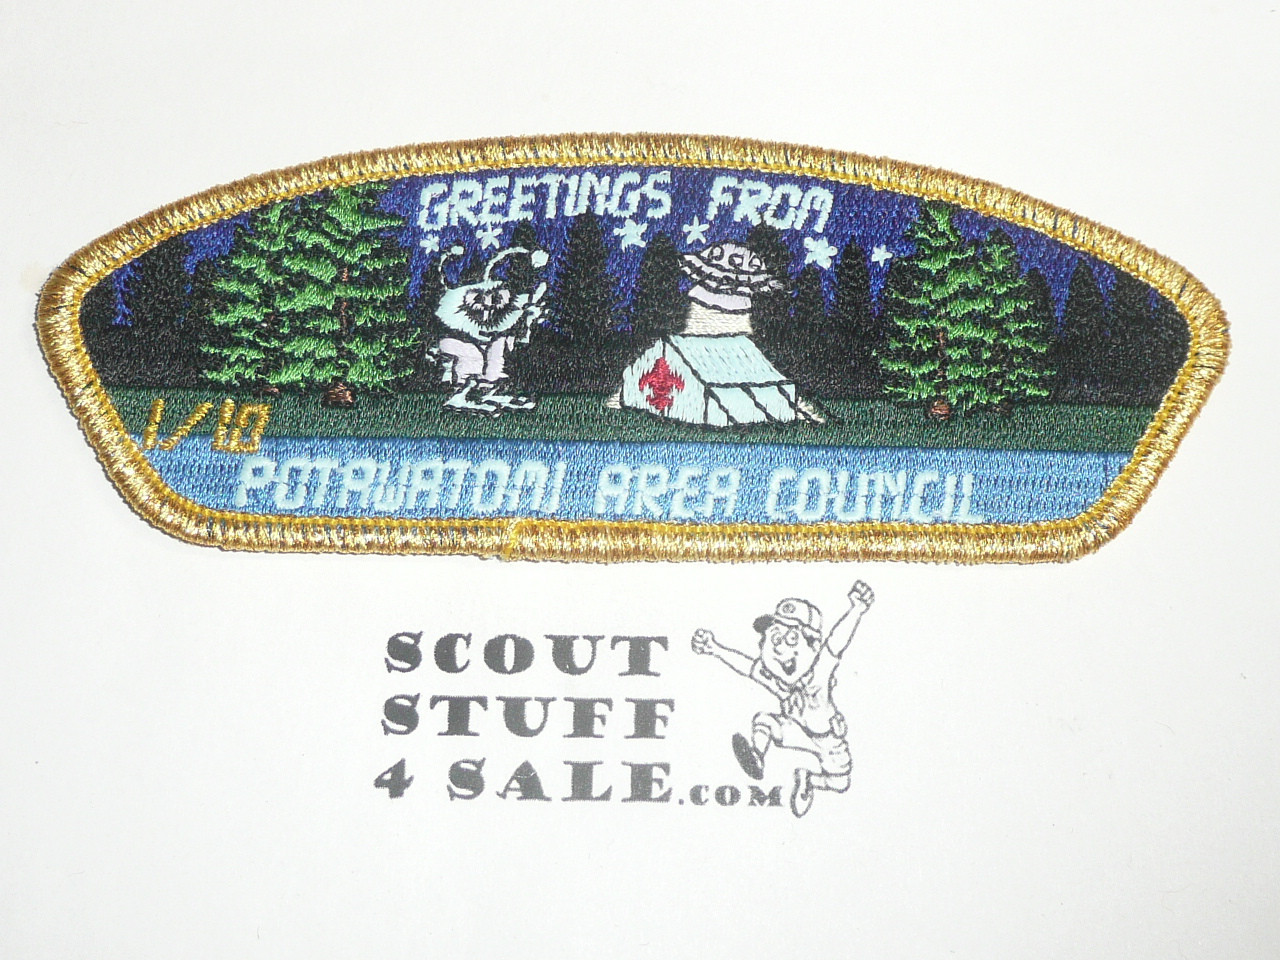 GREETINGS FROM
1/10
POTAWATOMI AREA COUNCIL
SCOUT
STUFF
4 SALE.COM